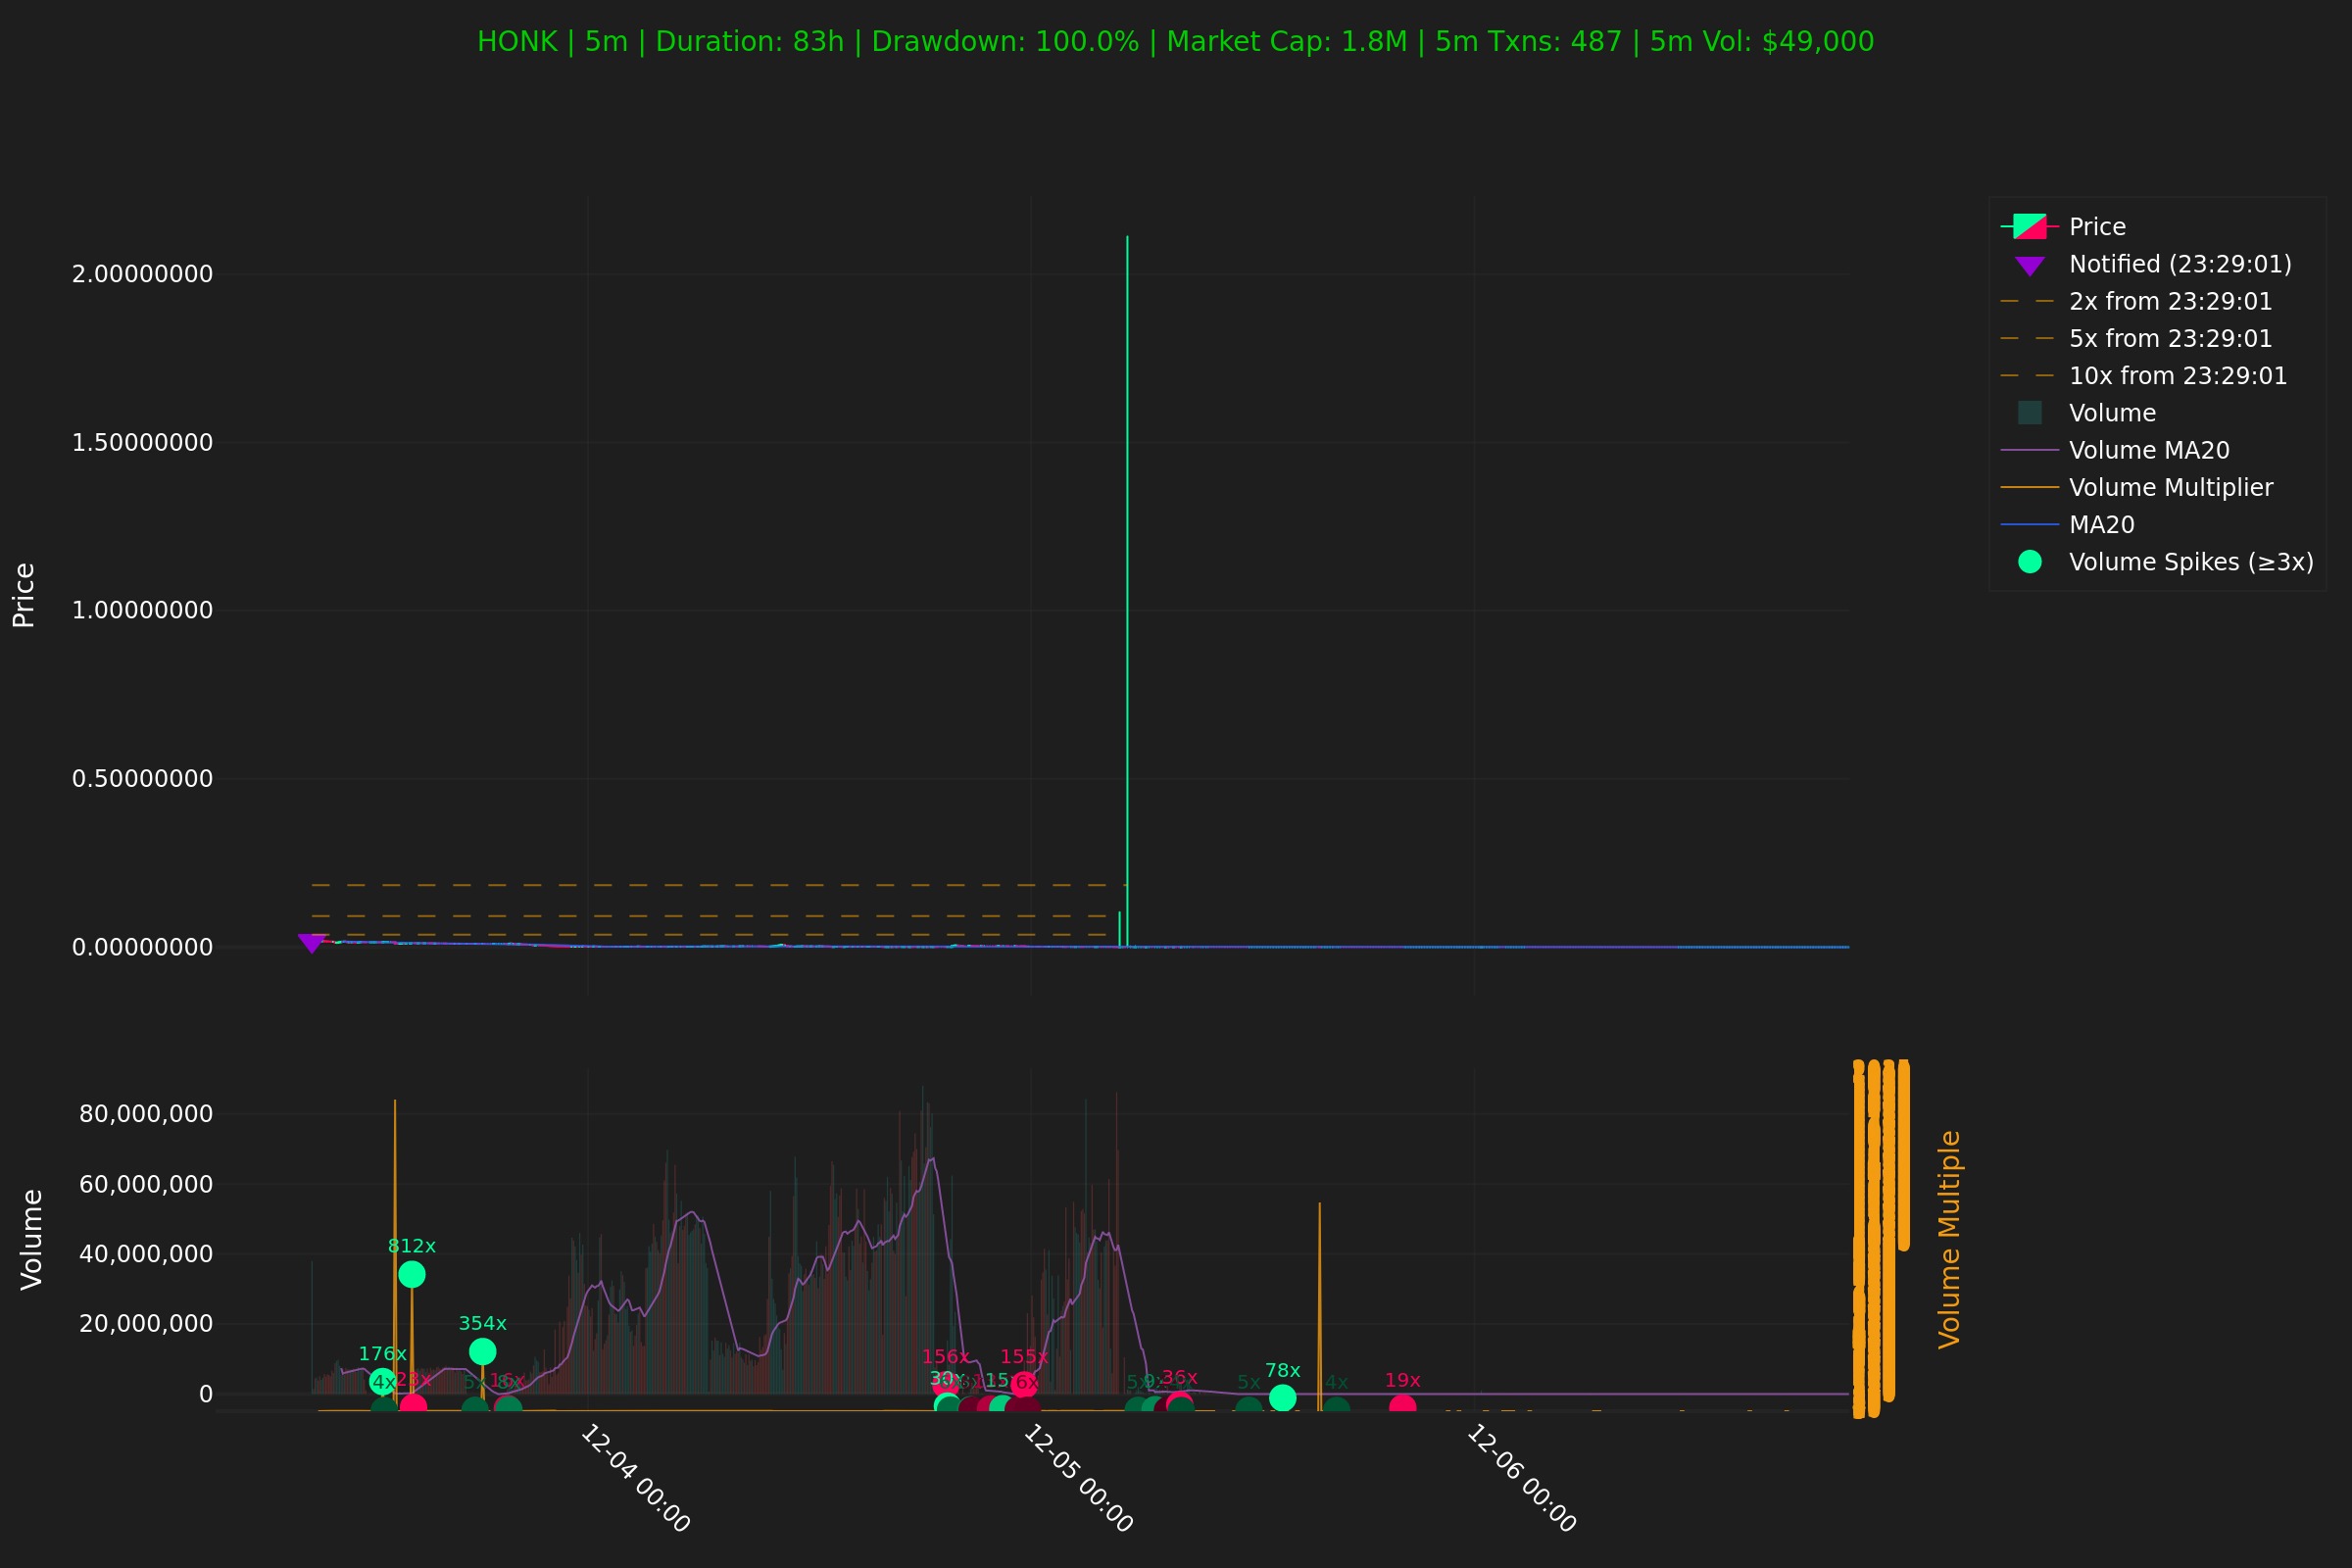 HONK | 5m | Duration: 83h | Drawdown: 100.0% | Market Cap: 1.8M | 5m Txns: 487 | 5m Vol: $49,000
Price
2.00000000
1.50000000
1.00000000
0.50000000
0.00000000
Price
Notified (23:29:01)
2x from 23:29:01
5x from 23:29:01
10x from 23:29:01
Volume
Volume MA20
Volume Multiplier
MA20
Volume Spikes (≥3x)
Volume
80,000,000
60,000,000
40,000,000
20,000,000
0
812x
354x
176x
4x
23x
5x
16x
8x
156x
39x
155x
6x
5x
36x
5x
78x
4x
19x
Volume Multiple
12-04 00:00
12-05 00:00
12-06 00:00